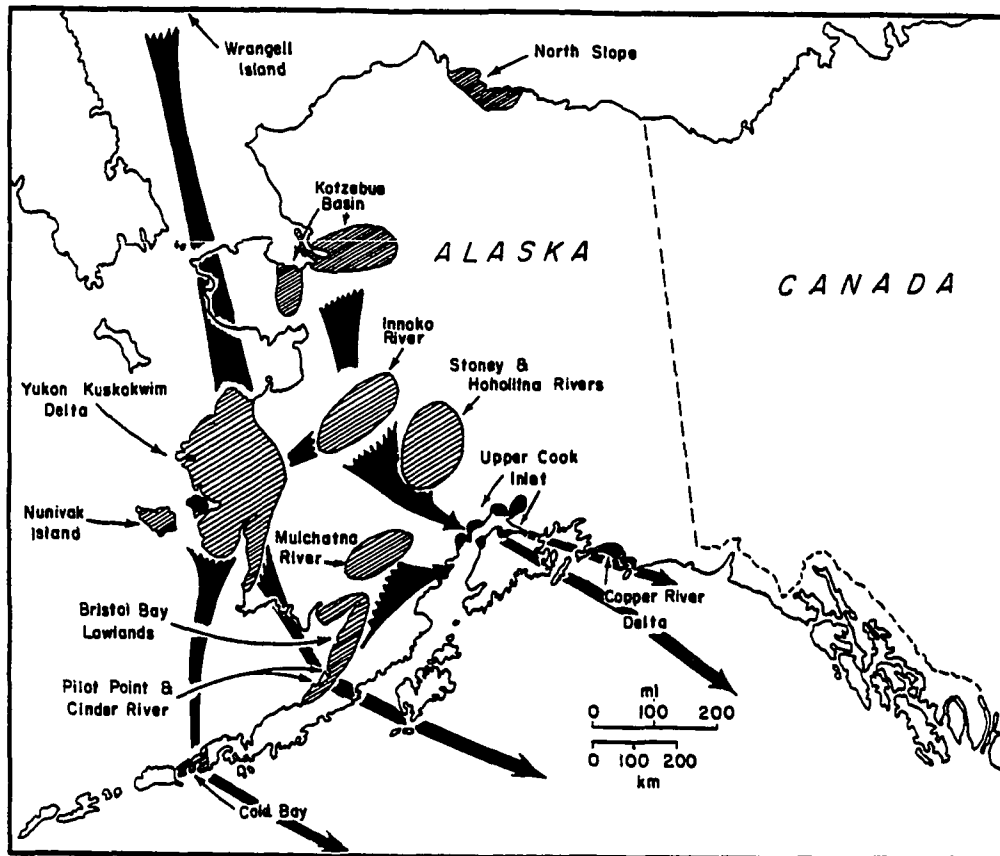 Wrangell
Island
North Slope
Kotzebue
Basin
ALASKA
CANADA
Innoko
River
Stoney &
Hoholitna Rivers
Yukon Kuskokwim
Delta
Upper Cook
Inlet
Nunivak
Island
Mulchatna
River
Copper River
Delta
Bristol Bay
Lowlands
Pilot Point &
Cinder River
mi
0 100 200
0 100 200
km
Cold Bay